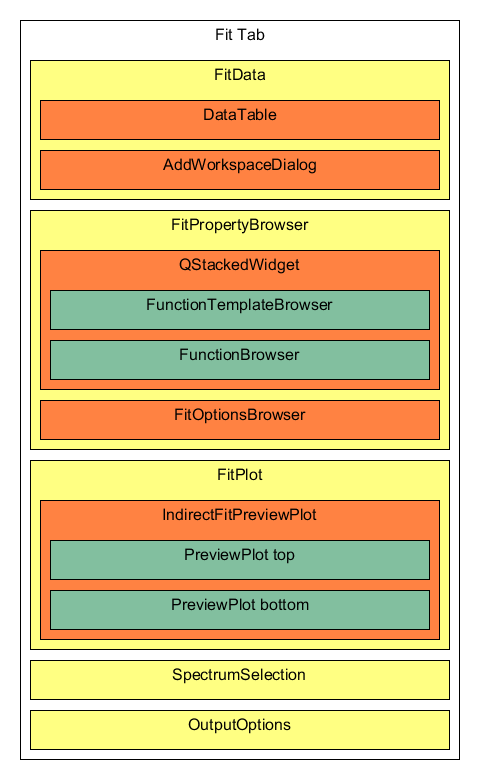 Fit Tab
FitData
DataTable
AddWorkspaceDialog
FitPropertyBrowser
QStackedWidget
FunctionTemplateBrowser
FunctionBrowser
FitOptionsBrowser
FitPlot
IndirectFitPreviewPlot
PreviewPlot top
PreviewPlot bottom
SpectrumSelection
OutputOptions